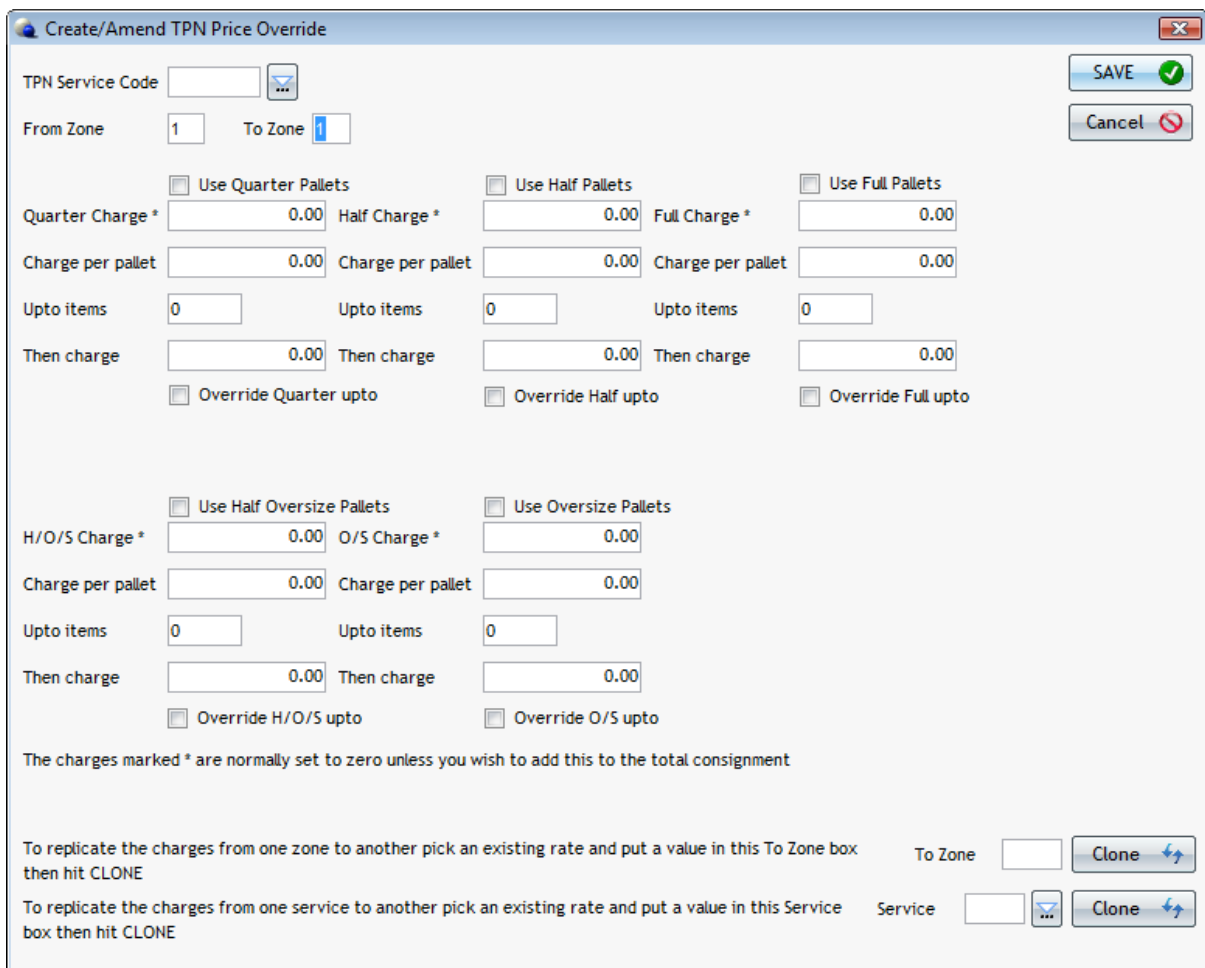 Create/Amend TPN Price Override
TPN Service Code
SAVE
From Zone 1 To Zone 1
Cancel
Use Quarter Pallets Use Half Pallets Use Full Pallets
Quarter Charge * 0.00 Half Charge * 0.00 Full Charge * 0.00
Charge per pallet 0.00 Charge per pallet 0.00 Charge per pallet 0.00
Upto items 0 Upto items 0 Upto items 0
Then charge 0.00 Then charge 0.00 Then charge 0.00
Override Quarter upto Override Half upto Override Full upto
Use Half Oversize Pallets Use Oversize Pallets
H/O/S Charge * 0.00 O/S Charge * 0.00
Charge per pallet 0.00 Charge per pallet 0.00
Upto items 0 Upto items 0
Then charge 0.00 Then charge 0.00
Override H/O/S upto Override O/S upto
The charges marked * are normally set to zero unless you wish to add this to the total consignment
To replicate the charges from one zone to another pick an existing rate and put a value in this To Zone box
then hit CLONE
To Zone Clone
To replicate the charges from one service to another pick an existing rate and put a value in this Service
box then hit CLONE
Service Clone